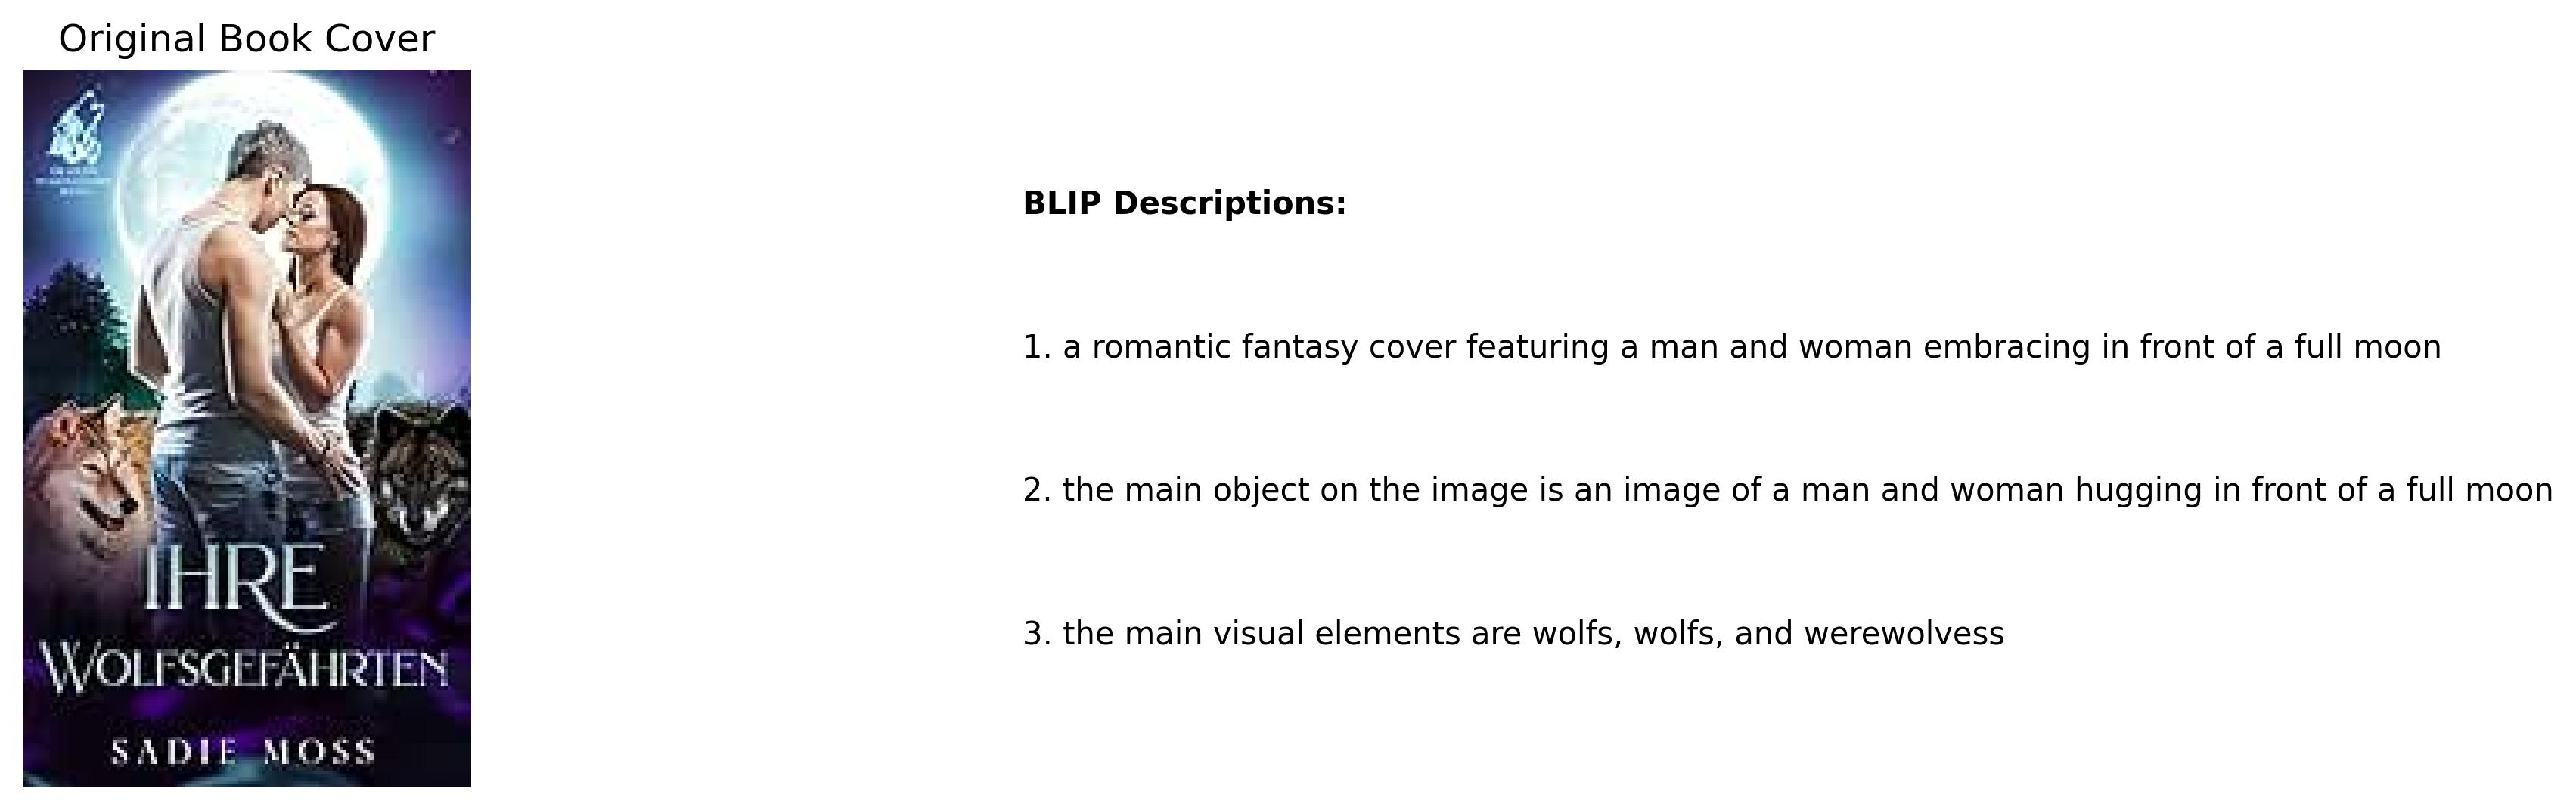 Original Book Cover
IHRE
WOLFSGEFÄHRTEN
SADIE MOSS
BLIP Descriptions:
1. a romantic fantasy cover featuring a man and woman embracing in front of a full moon
2. the main object on the image is an image of a man and woman hugging in front of a full moon
3. the main visual elements are wolfs, wolfs, and werewolvess